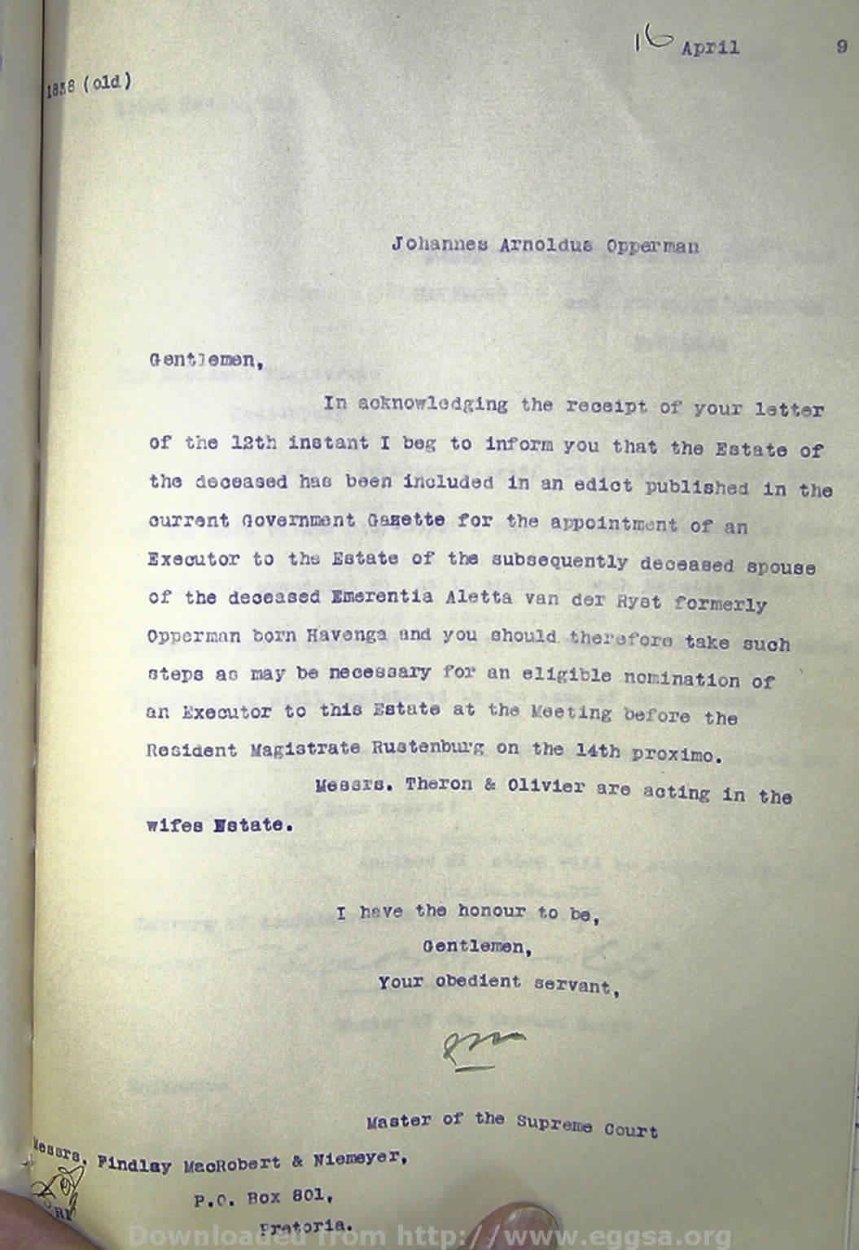 16 April 9
1838 (old)
Johannes Arnoldus Opperman
Gentlemen,
In acknowledging the receipt of your letter
of the 12th instant I beg to inform you that the Estate of
the deceased has been included in an edict published in the
current Government Gazette for the appointment of an
Executor to the Estate of the subsequently deceased spouse
of the deceased Emerentia Aletta van der Ryst formerly
Opperman born Havenga and you should therefore take such
steps as may be necessary for an eligible nomination of
an Executor to this Estate at the Meeting before the
Resident Magistrate Rustenburg on the 14th proximo.
Messrs. Theron & Olivier are acting in the
wifes Estate.
I have the honour to be,
Gentlemen,
Your obedient servant,
Master of the Supreme Court
Messrs. Findlay MacRobert & Niemeyer,
P.O. Box 801,
Pretoria.
Downloaded from http://www.eggsa.org